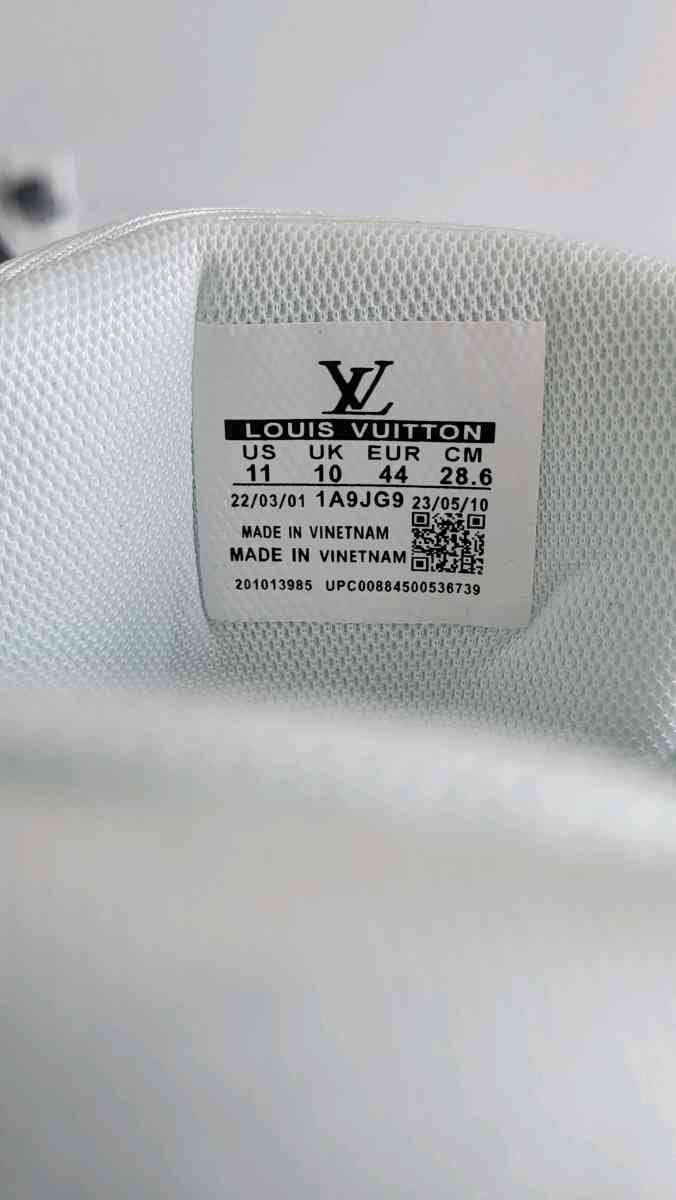 LV
LOUIS VUITTON
US UK EUR CM
11 10 44 28.6
22/03/01 1A9JG9 23/05/10
MADE IN VINETNAM
MADE IN VINETNAM
201013985 UPC00884500536739